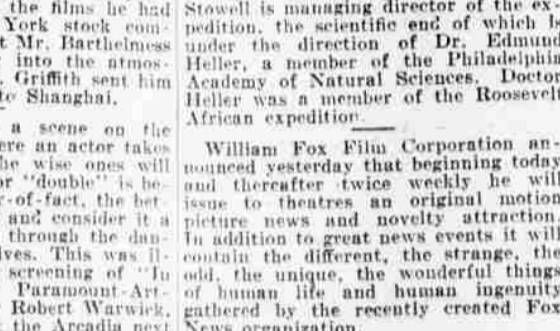 the films he had
York stock com-
t Mr. Barthelmess
into the atmos-
. Griffith sent him
to Shanghai.
a scene on the
ere an actor takes
he wise ones will
or "double" is be-
r-of-fact, the bet-
and consider it a
through the dan-
ives. This was il-
screening of "In
Paramount-Art-
Robert Warwick,
the Arcadia next
Stowell is managing director of the ex-
pedition, the scientific end of which is
under the direction of Dr. Edmund
Heller, a member of the Philadelphia
Academy of Natural Sciences. Doctor
Heller was a member of the Roosevelt
African expedition.
William Fox Film Corporation an-
nounced yesterday that beginning today
and thereafter twice weekly he will
issue to theatres an original motion
picture news and novelty attraction.
In addition to great news events it will
contain the different, the strange, the
odd, the unique, the wonderful things
of human life and human ingenuity
gathered by the recently created Fox
News organization.